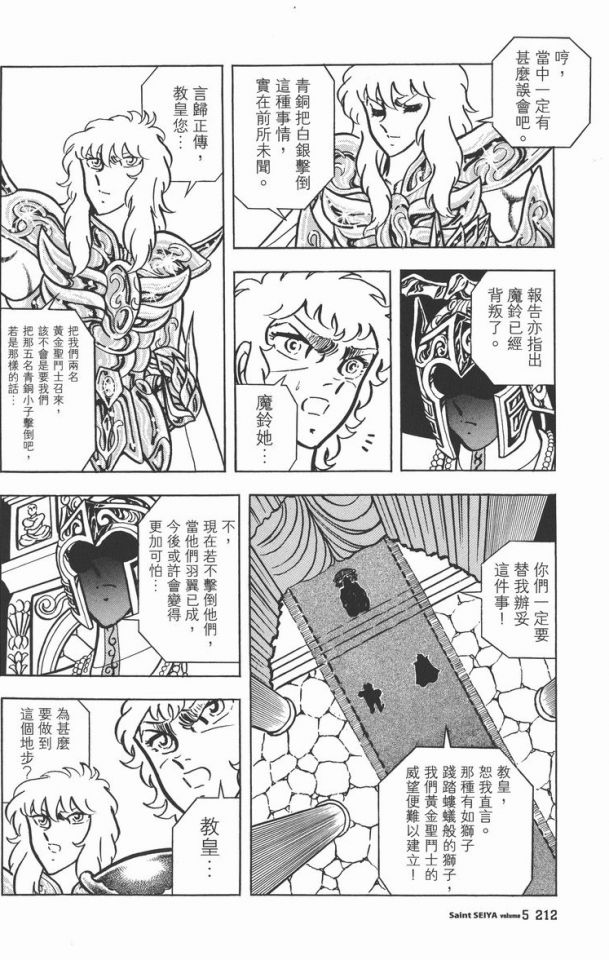 哼，
當中一定有
甚麼誤會吧。
青銅把白銀擊倒
這種事情，
實在前所未聞。
言歸正傳，
教皇您…
把我們兩名
黃金聖鬥士召來，
該不會是要我們
把那五名青銅小子擊倒吧，
若是那樣的話…
報告亦指出
魔鈴已經
背叛了。
魔鈴她…
你們一定要
替我辦妥
這件事！
教皇，
恕我直言。
那種有如獅子
踐踏螻蟻般的獅子，
我們黃金聖鬥士的
威望便難以建立！
不，
現在若不擊倒他們，
當他們羽翼已成，
今後或許會變得
更加可怕…
教皇…
為甚麼
要做到
這個地步？
Saint SEIYA volume 5 212